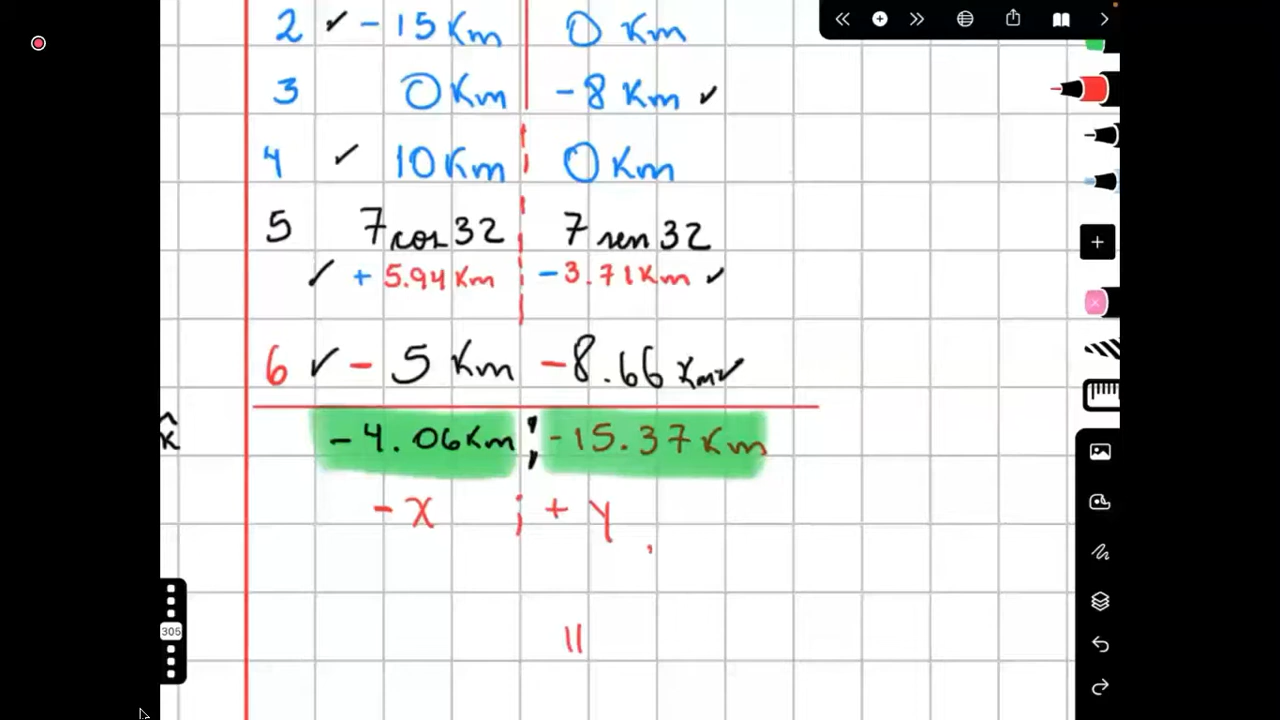 2 ✓ - 15 Km 0 Km
3 0 Km - 8 Km ✓
4 ✓ 10 Km 0 Km
5 7 cos 32 7 sen 32
✓ + 5.94 Km - 3.71 Km ✓
6 ✓ - 5 Km - 8.66 Km ✓
- 4.06 Km ; - 15.37 Km
- x ; + y
305